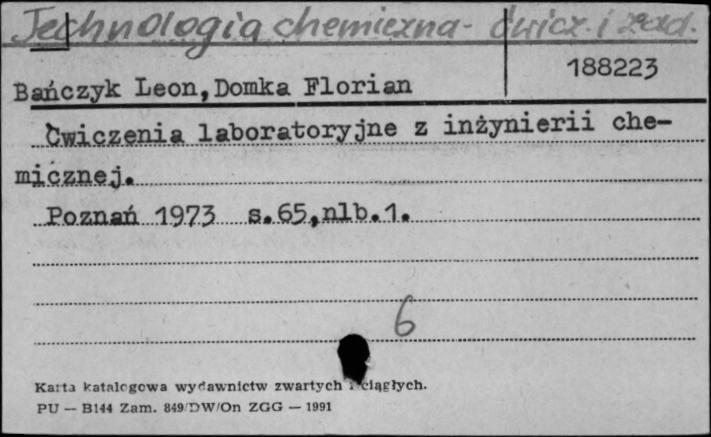 Technologia chemiczna - ćwicz. i zad.
188223
Bańczyk Leon, Domka Florian
Ćwiczenia laboratoryjne z inżynierii che-
micznej.
Poznań 1973 s.65,nlb.1.
6
Karta katalogowa wydawnictw zwartych i ciągłych.
PU — B144 Zam. 849/DW/On ZGG — 1991